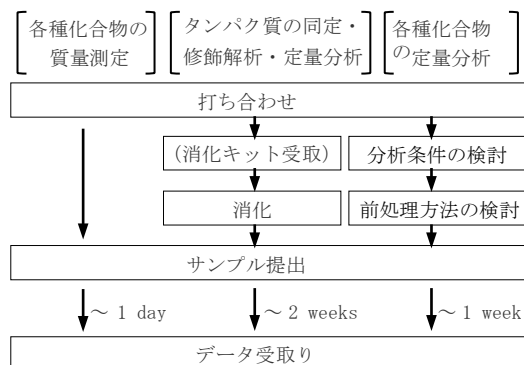 各種化合物の
質量測定
タンパク質の同定・
修飾解析・定量分析
各種化合物
の定量分析
打ち合わせ
(消化キット受取)
分析条件の検討
消化
前処理方法の検討
サンプル提出
～ 1 day
～ 2 weeks
～ 1 week
データ受取り